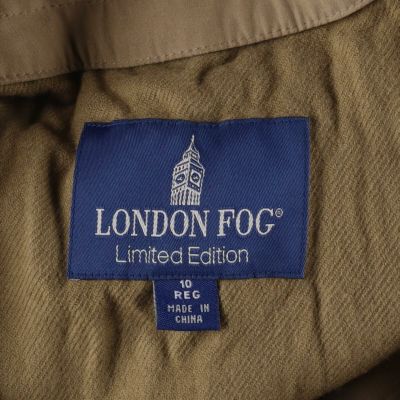 LONDON FOG®
Limited Edition
10
REG
MADE IN
CHINA